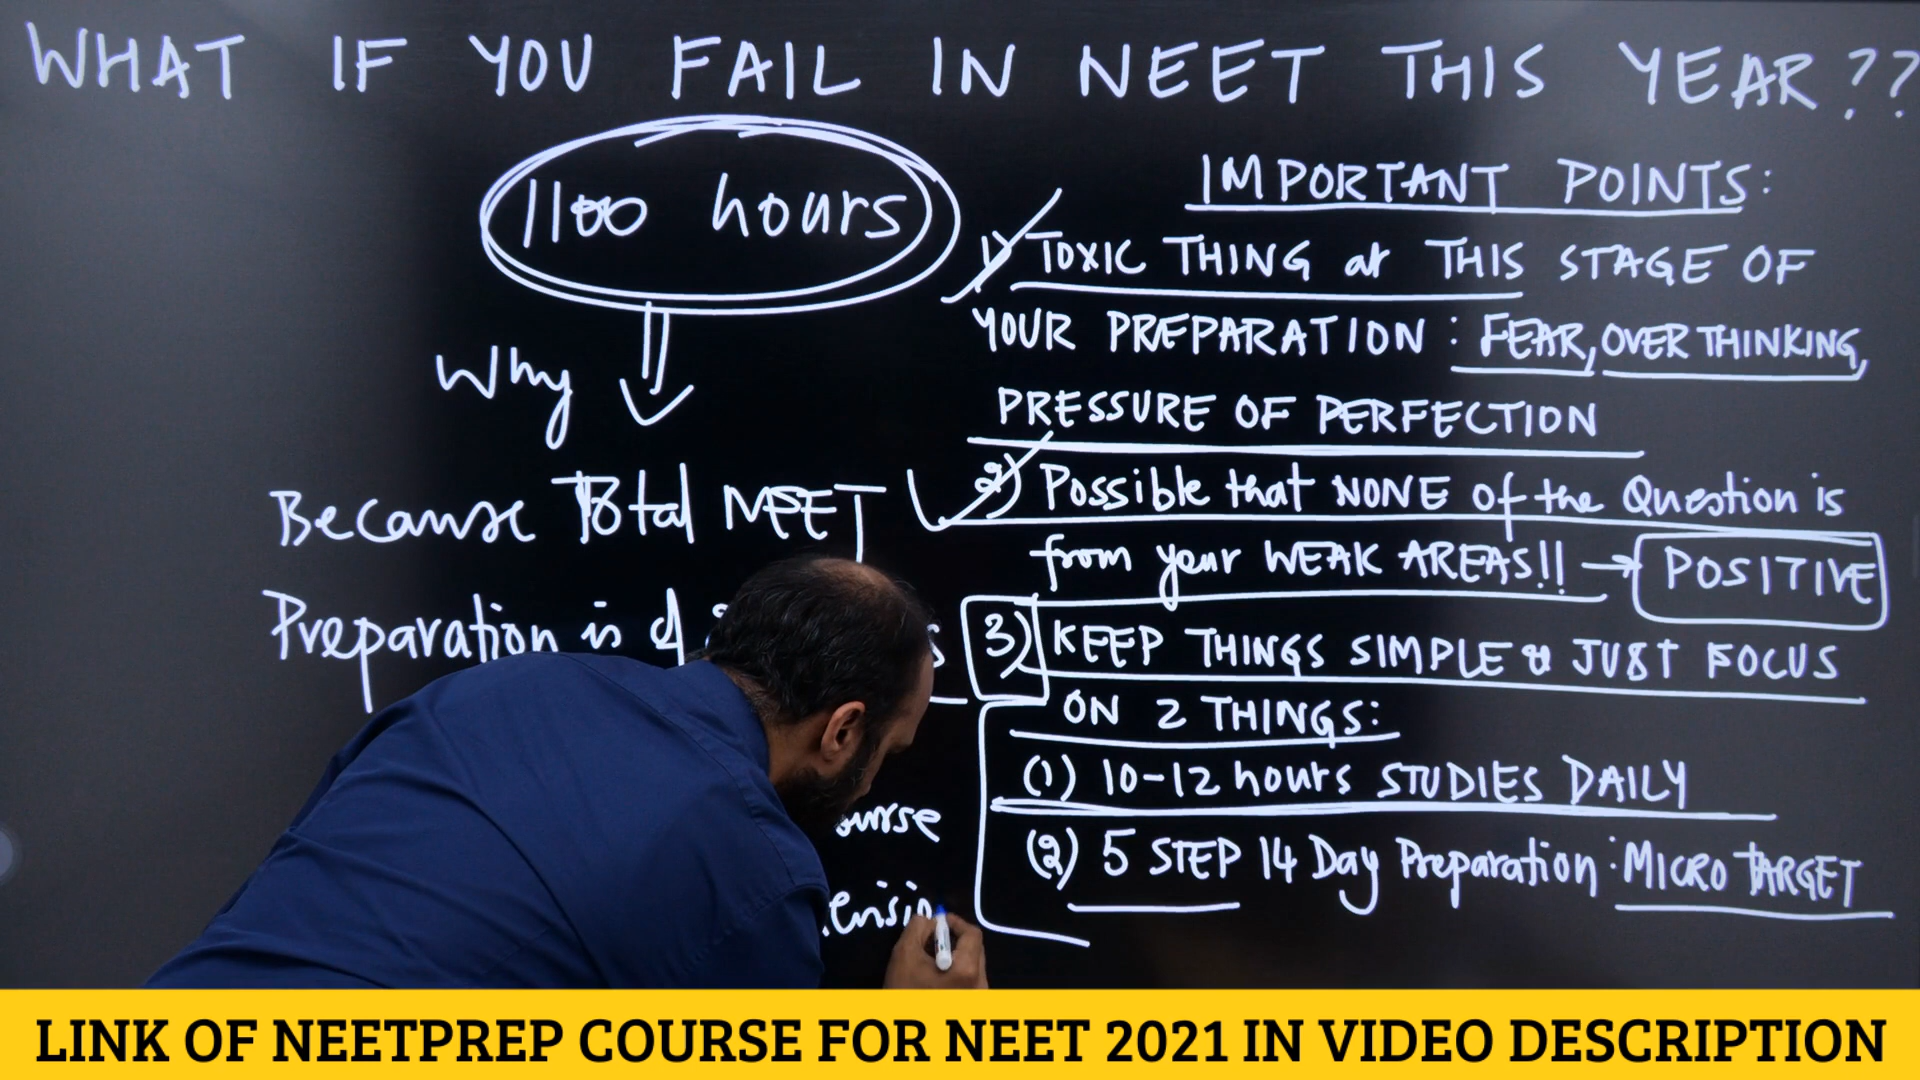 WHAT IF YOU FAIL IN NEET THIS YEAR??
1100 hours
Why
Because Total NEET
Preparation is of
IMPORTANT POINTS:
1) TOXIC THING at THIS STAGE OF
YOUR PREPARATION: FEAR, OVER THINKING,
PRESSURE OF PERFECTION
2) Possible that NONE of the Question is
from your WEAK AREAS!! → POSITIVE
3) KEEP THINGS SIMPLE & JUST FOCUS
ON 2 THINGS:
(1) 10-12 hours STUDIES DAILY
(2) 5 STEP 14 Day Preparation: MICRO TARGET
LINK OF NEETPREP COURSE FOR NEET 2021 IN VIDEO DESCRIPTION